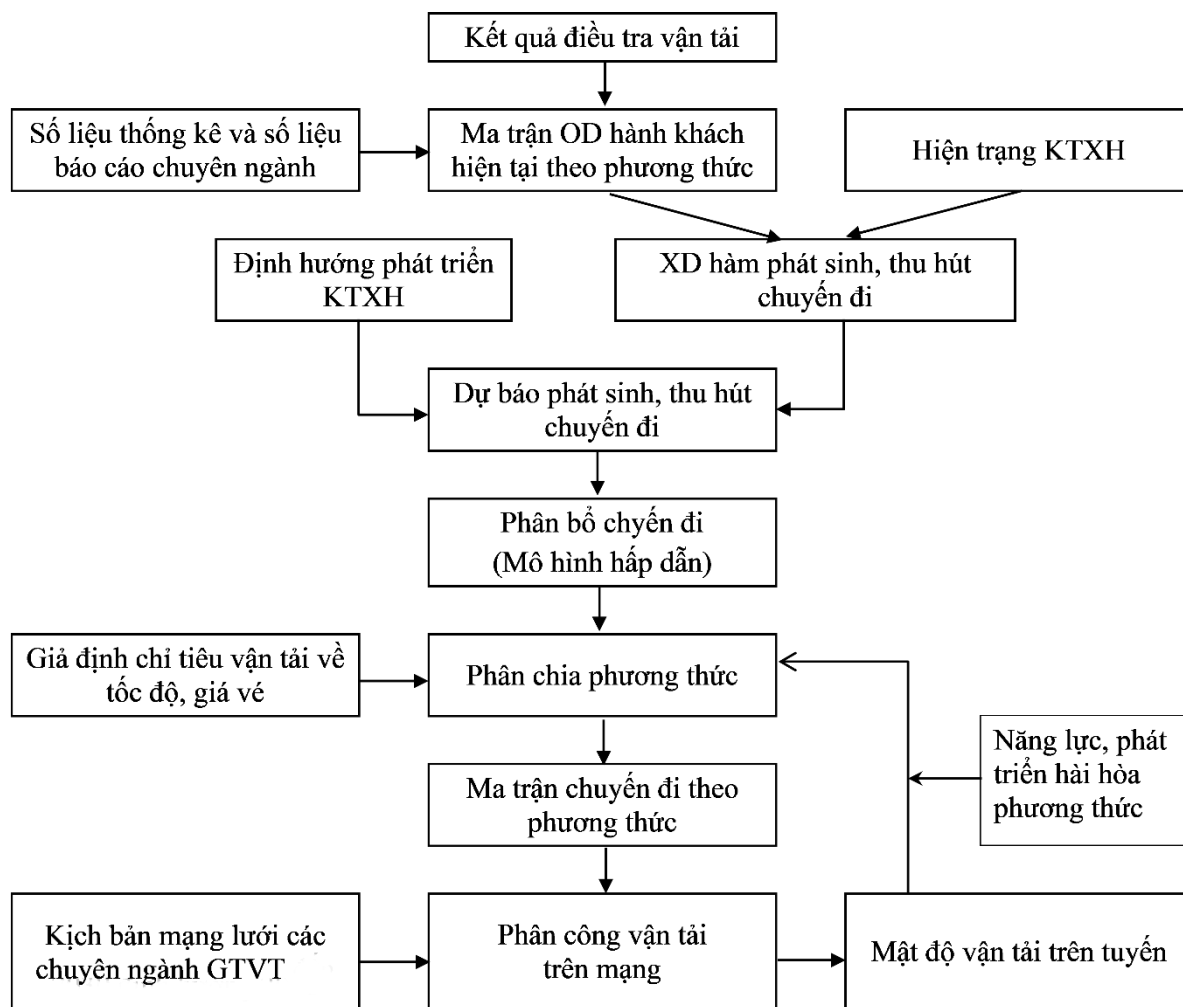 Kết quả điều tra vận tải
Số liệu thống kê và số liệu
báo cáo chuyên ngành
Ma trận OD hành khách
hiện tại theo phương thức
Hiện trạng KTXH
Định hướng phát triển
KTXH
XD hàm phát sinh, thu hút
chuyến đi
Dự báo phát sinh, thu hút
chuyến đi
Phân bổ chyến đi
(Mô hình hấp dẫn)
Giả định chỉ tiêu vận tải về
tốc độ, giá vé
Phân chia phương thức
Năng lực, phát
triển hài hòa
phương thức
Ma trận chuyến đi theo
phương thức
Kịch bản mạng lưới các
chuyên ngành GTVT
Phân công vận tải
trên mạng
Mật độ vận tải trên tuyến